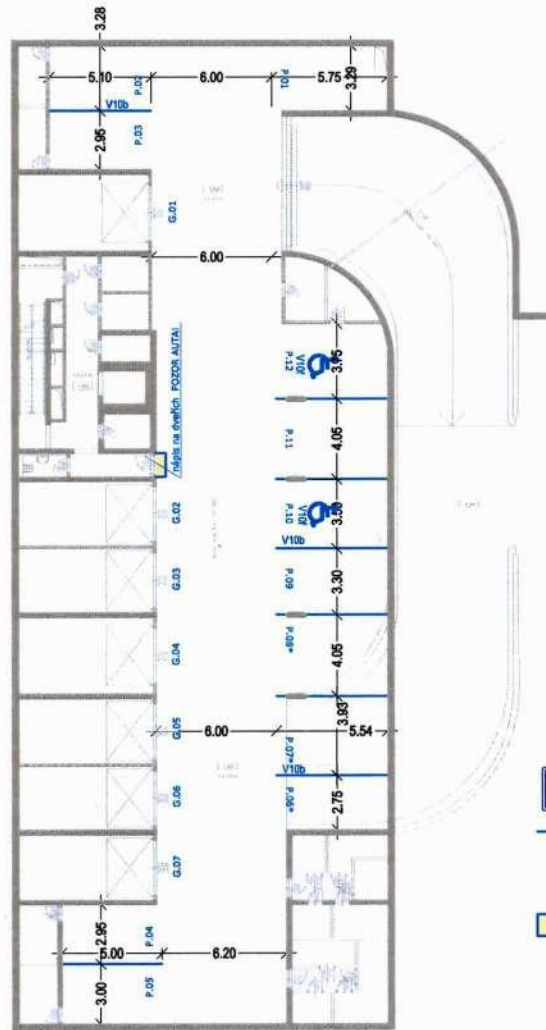 3.28
5.10
6.00
5.75
3.29
P.02
P.01
V10b
P.03
2.95
G.01
6.00
nápis na dveřích POZOR AUTA!
3.95
V10f
P.12
P.11
4.05
V10f
P.10
3.50
V10b
G.02
G.03
P.09
3.30
G.04
P.08*
4.05
G.05
6.00
3.93
5.54
P.07*
V10b
G.06
P.06*
2.75
G.07
2.95
P.04
5.00
6.20
P.05
3.00